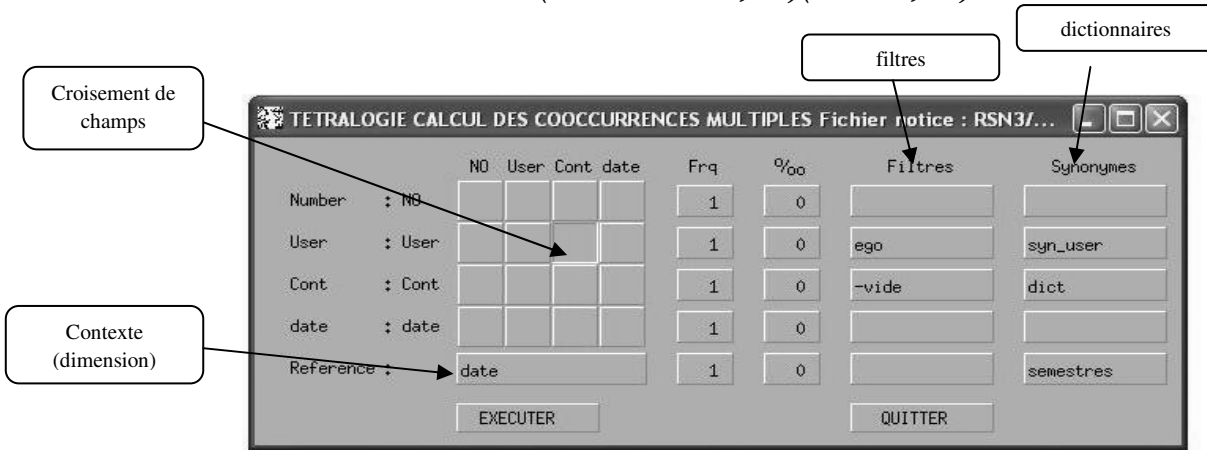 dictionnaires
filtres
Croisement de
champs
TETRALOGIE CALCUL DES COOCCURRENCES MULTIPLES Fichier notice : RSN3/...
NO User Cont date Frq ‰ Filtres Synonymes
Number : NO 1 0
User : User 1 0 ego syn_user
Cont : Cont 1 0 -vide dict
date : date 1 0
Contexte
(dimension)
Reference : date 1 0 semestres
EXECUTER QUITTER